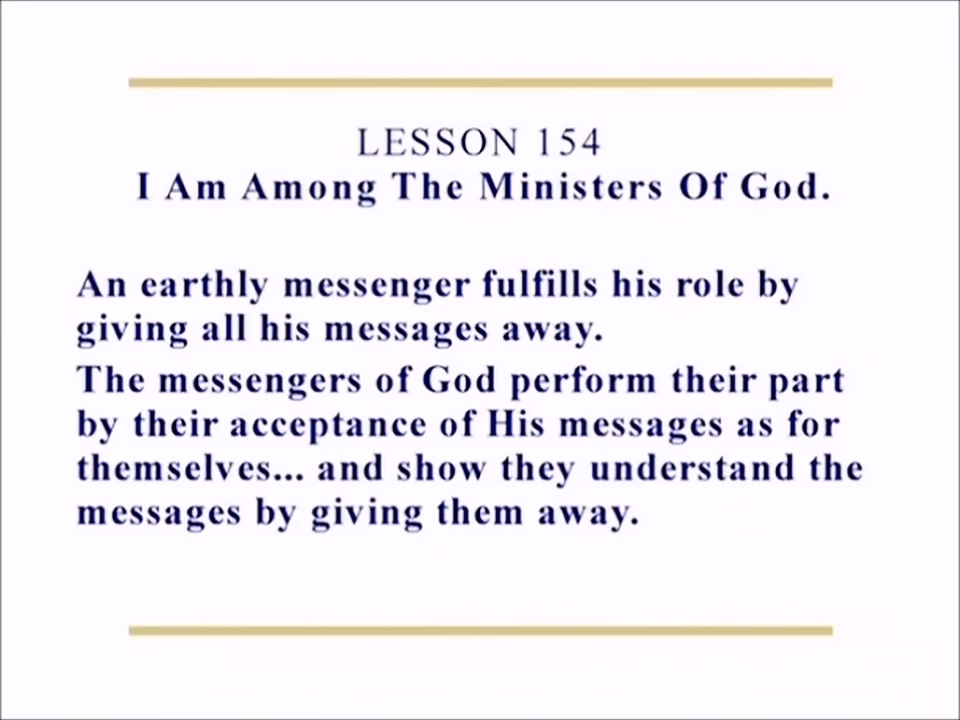 LESSON 154
I Am Among The Ministers Of God.
An earthly messenger fulfills his role by
giving all his messages away.
The messengers of God perform their part
by their acceptance of His messages as for
themselves... and show they understand the
messages by giving them away.